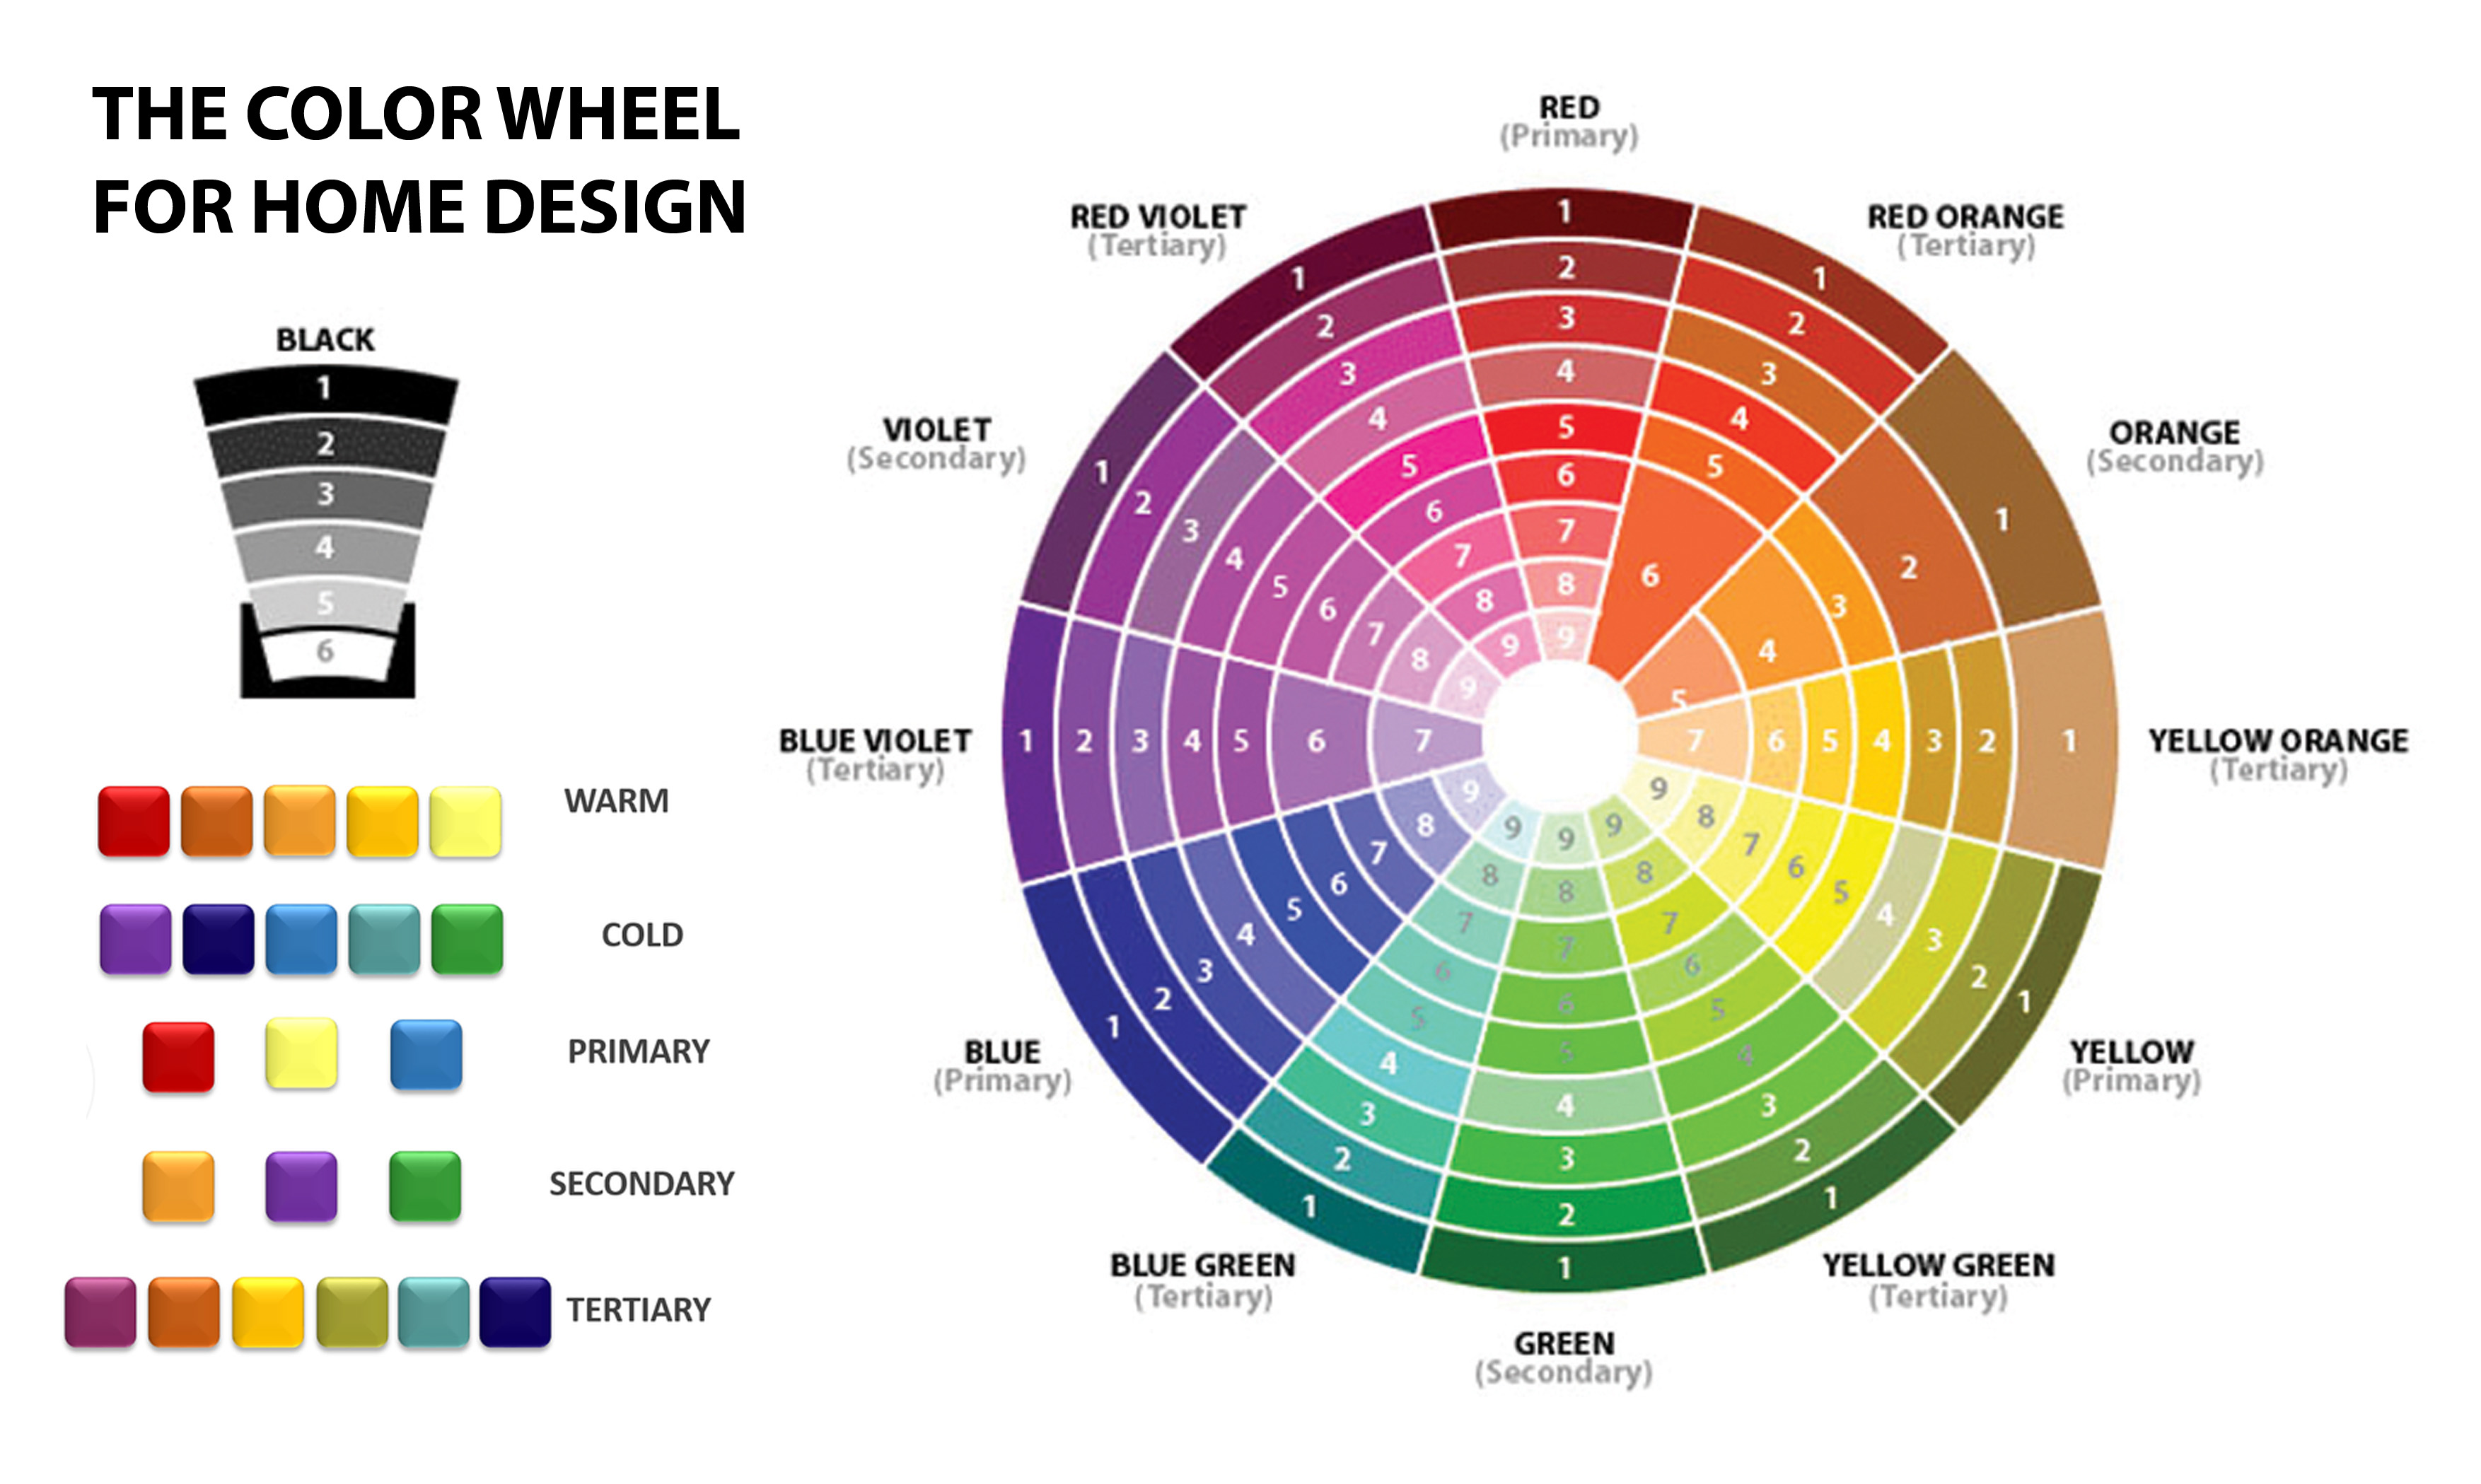 THE COLOR WHEEL
FOR HOME DESIGN
BLACK
1
2
3
4
5
6
WARM
COLD
PRIMARY
SECONDARY
TERTIARY
RED
(Primary)
1
2
3
4
5
6
7
8
9
RED ORANGE
(Tertiary)
1
2
3
4
5
6
ORANGE
(Secondary)
1
2
3
4
5
YELLOW ORANGE
(Tertiary)
7 6 5 4 3 2 1
YELLOW
(Primary)
1
2
3
4
5
6
7
8
9
YELLOW GREEN
(Tertiary)
1
2
3
4
5
6
7
8
9
GREEN
(Secondary)
9
8
7
6
5
4
3
2
1
BLUE GREEN
(Tertiary)
9
8
7
6
5
4
3
2
1
BLUE
(Primary)
1
2
3
4
5
6
7
8
9
BLUE VIOLET
(Tertiary)
1 2 3 4 5 6 7
VIOLET
(Secondary)
1
2
3
4
5
6
7
8
9
RED VIOLET
(Tertiary)
1
2
3
4
5
6
7
8
9